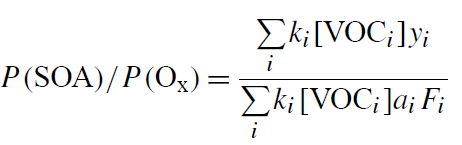 P(SOA)/P(Oₓ) = ∑ᵢ kᵢ[VOCᵢ]yᵢ / ∑ᵢ kᵢ[VOCᵢ]aᵢFᵢ